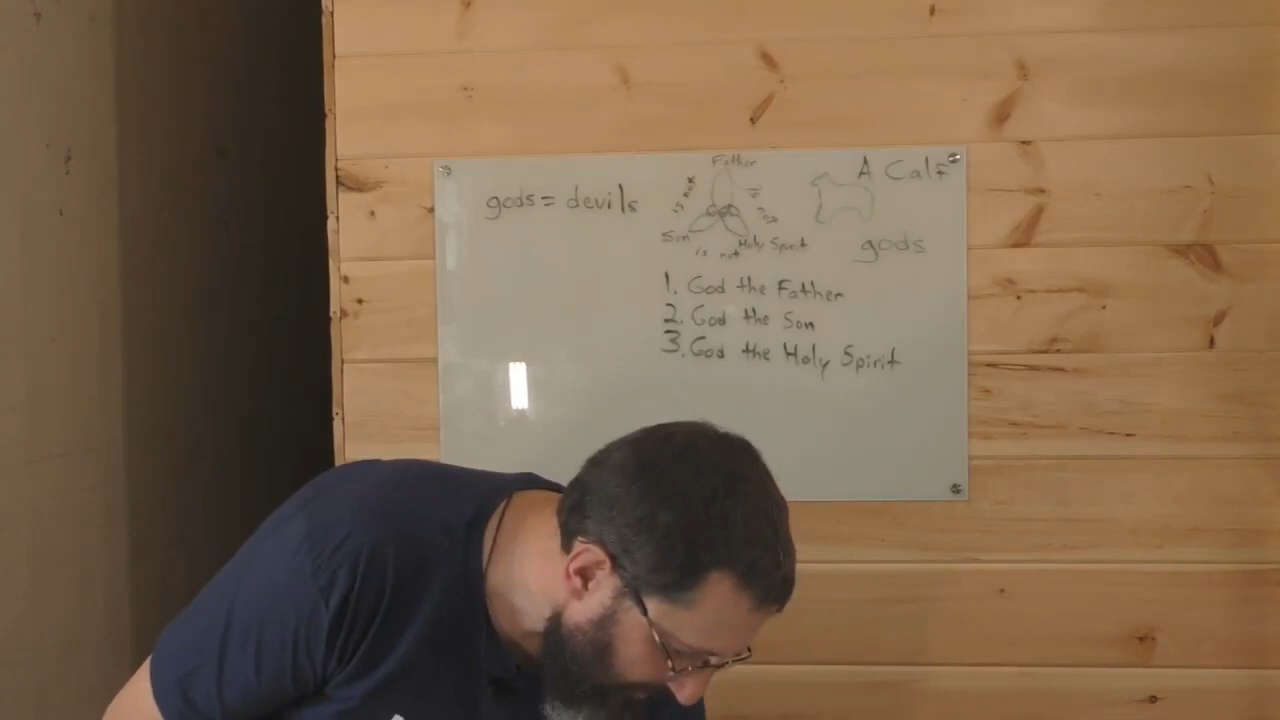 gods = devils
Father
is not
is not
God
Son
Holy Spirit
is not
A Calf
gods
1. God the Father
2. God the Son
3. God the Holy Spirit